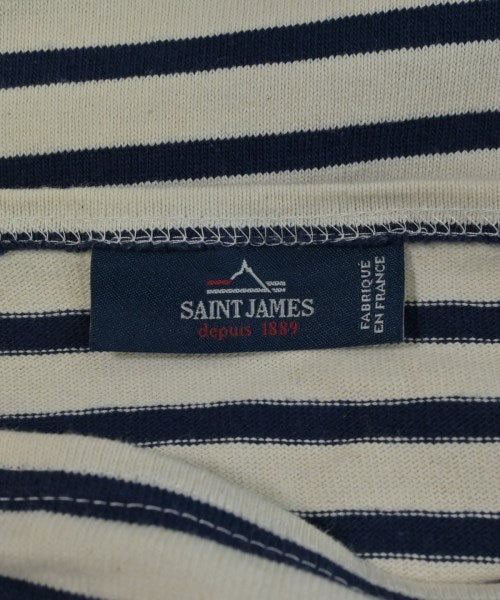 SAINT JAMES
depuis 1889
FABRIQUÉ
EN FRANCE